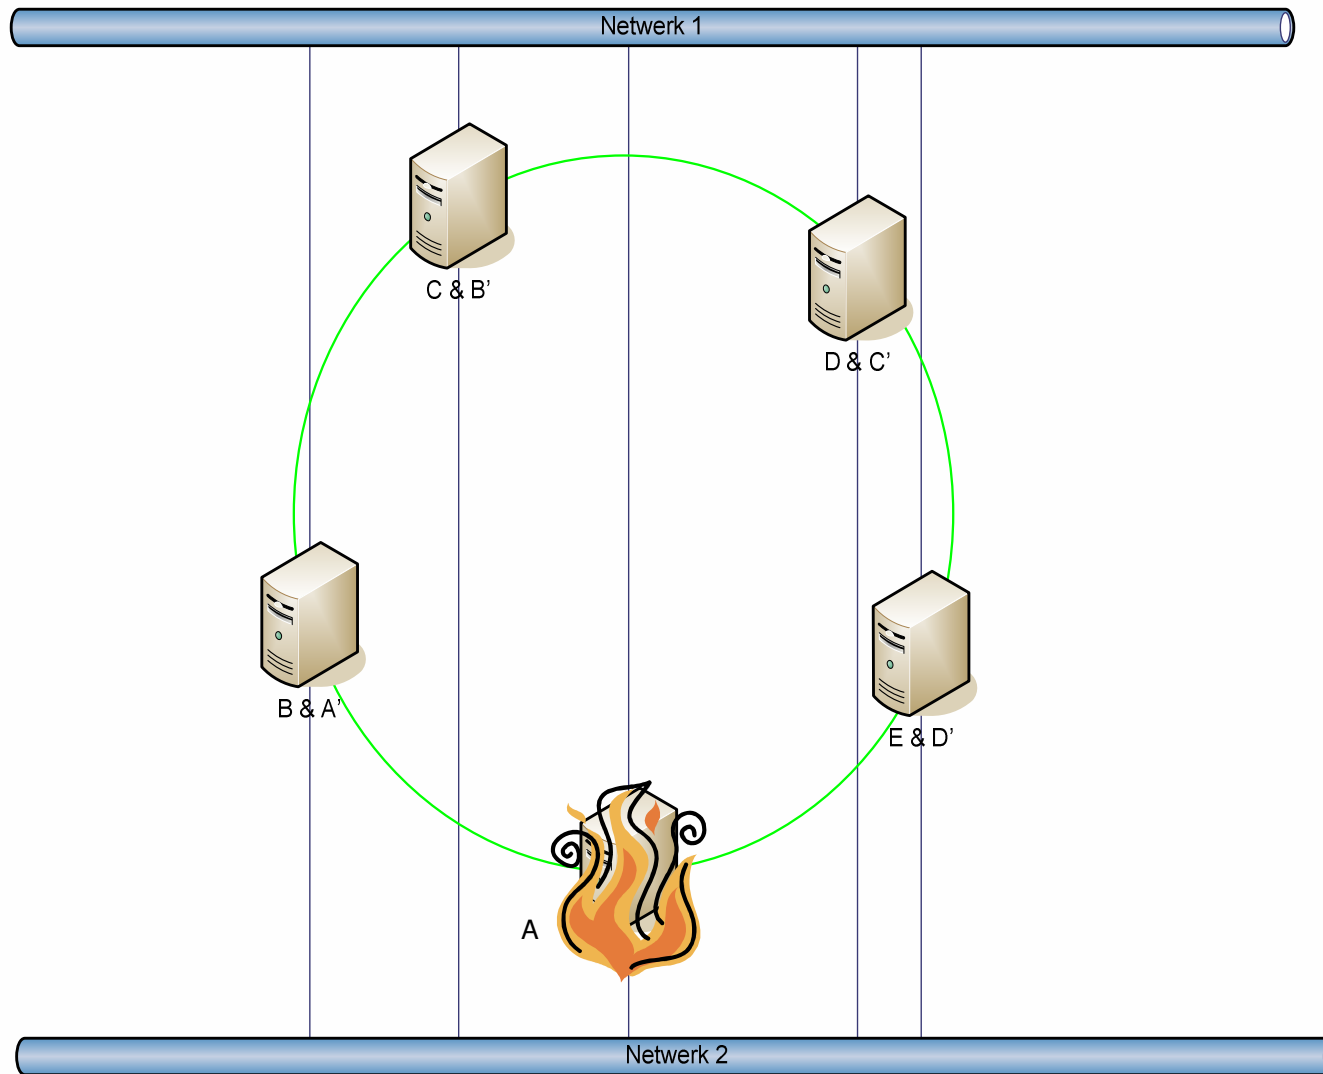 Netwerk 1
C & B’
D & C’
B & A’
E & D’
A
Netwerk 2